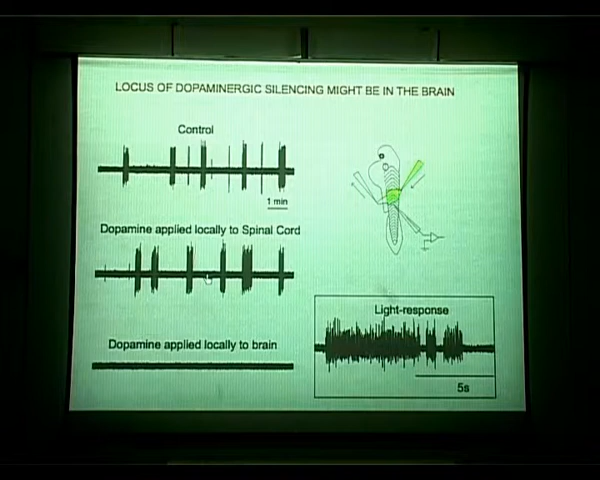 LOCUS OF DOPAMINERGIC SILENCING MIGHT BE IN THE BRAIN
Control
1 min
Dopamine applied locally to Spinal Cord
Dopamine applied locally to brain
Light-response
5s